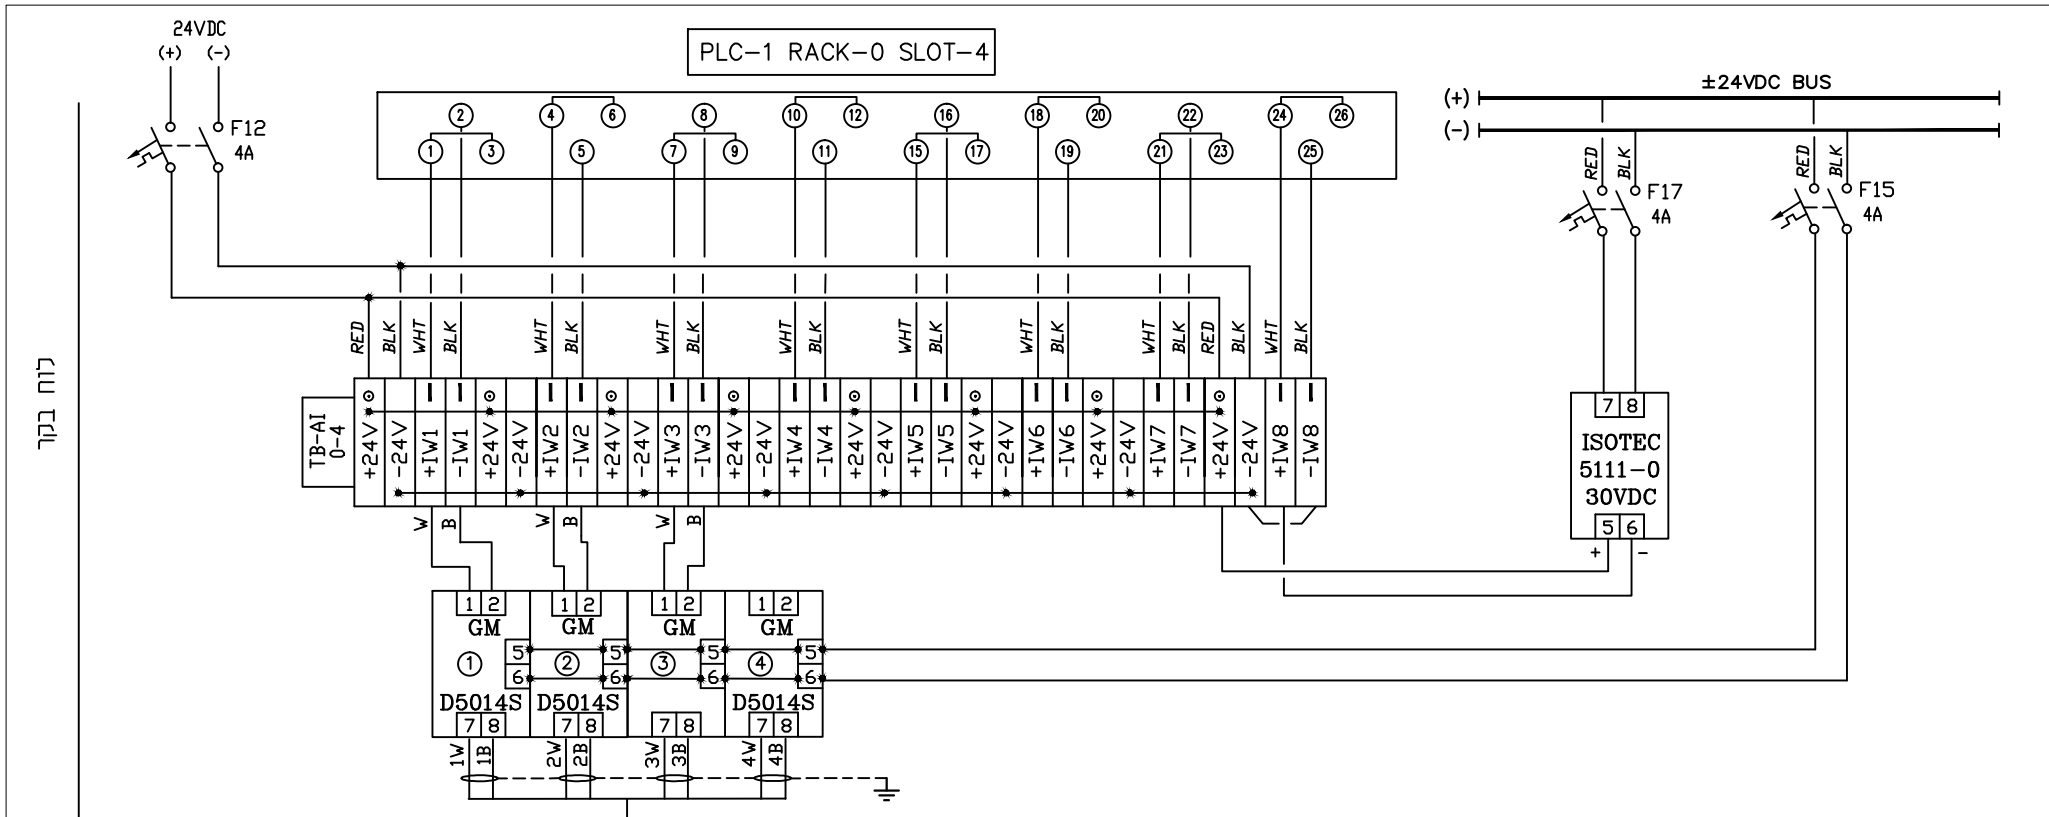 24VDC
(+) (-)
F12
4A
PLC-1 RACK-0 SLOT-4
±24VDC BUS
(+)
(-)
2 4 6 8 10 12 16 18 20 22 24 26
1 3 5 7 9 11 15 17 19 21 23 25
RED BLK RED BLK
F17
4A
F15
4A
RED BLK WHT BLK WHT BLK WHT BLK WHT BLK WHT BLK WHT BLK WHT BLK RED BLK WHT BLK
לוח בקר
TB-AI
0-4
+24V -24V +IW1 -IW1 +24V -24V +IW2 -IW2 +24V -24V +IW3 -IW3 +24V -24V +IW4 -IW4 +24V -24V +IW5 -IW5 +24V -24V +IW6 -IW6 +24V -24V +IW7 -IW7 +24V -24V +IW8 -IW8
7 8
ISOTEC
5111-0
30VDC
5 6
+ -
W B W B W B
1 2 1 2 1 2 1 2
GM GM GM GM
5 5 5 5
1 2 3 4
6 6 6 6
D5014S D5014S D5014S
7 8 7 8 7 8 7 8
1W 1B 2W 2B 3W 3B 4W 4B